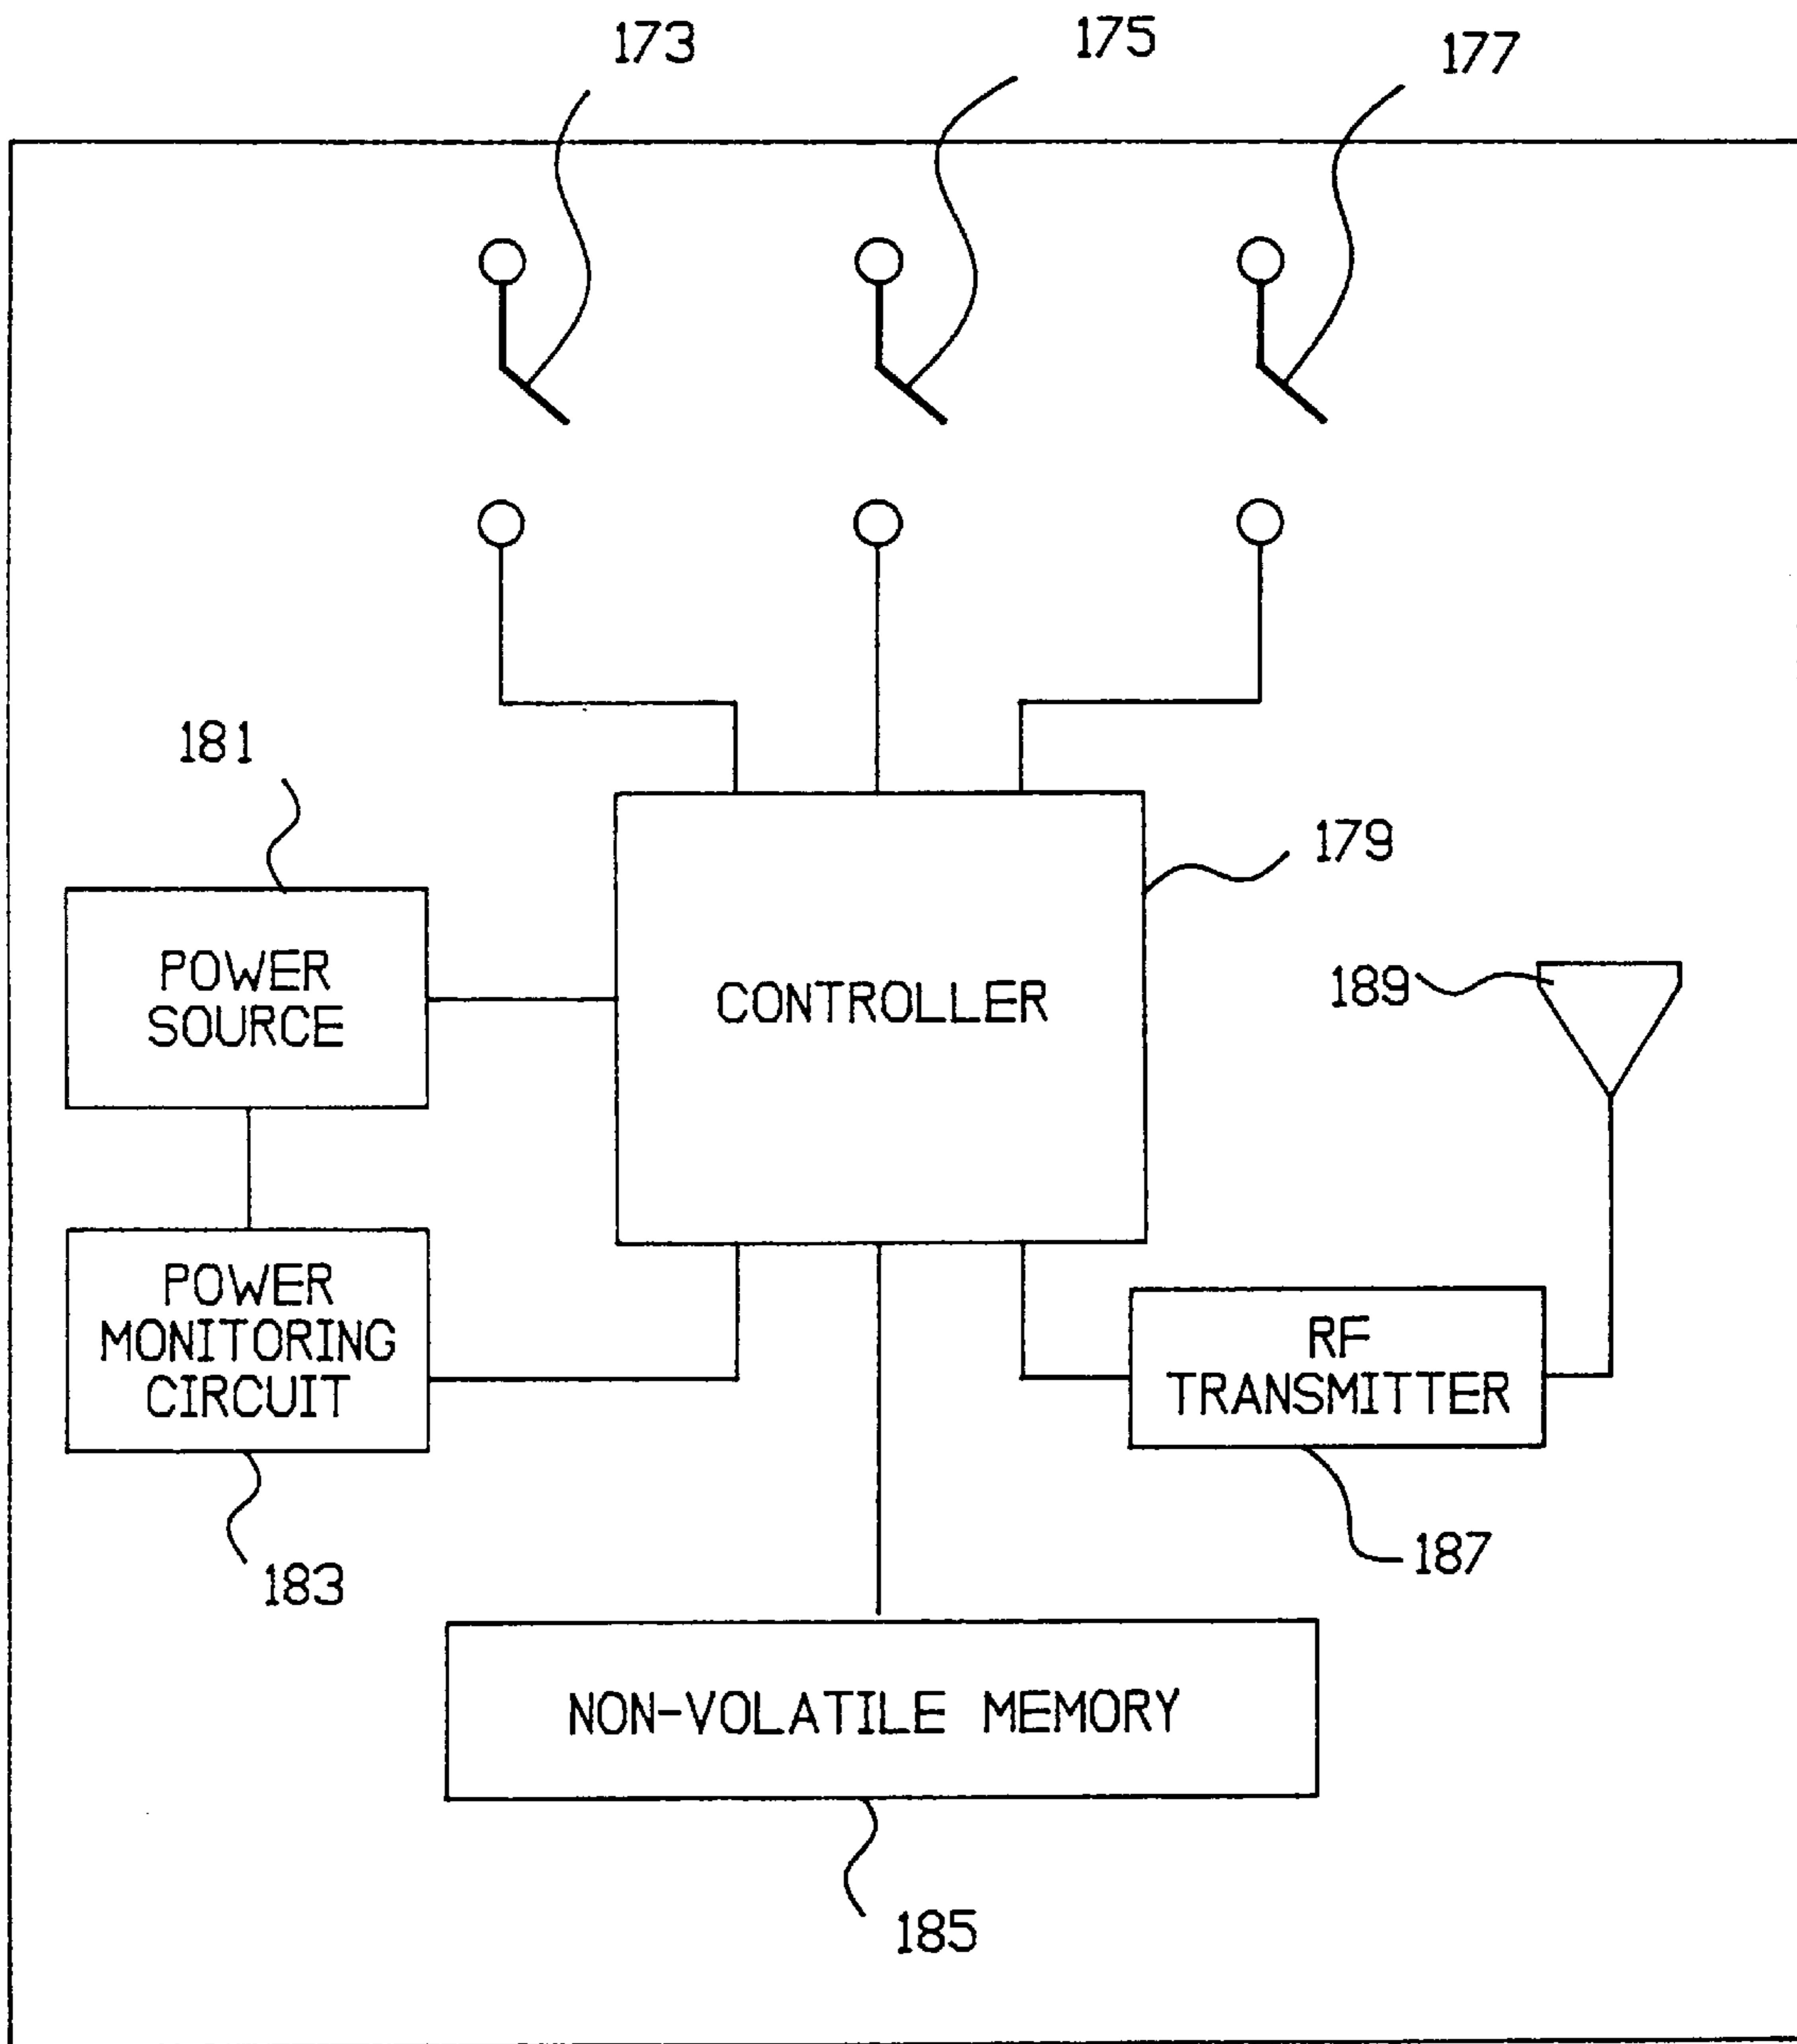 173
175
177
181
179
POWER
SOURCE
CONTROLLER
189
POWER
MONITORING
CIRCUIT
RF
TRANSMITTER
183
187
NON-VOLATILE MEMORY
185